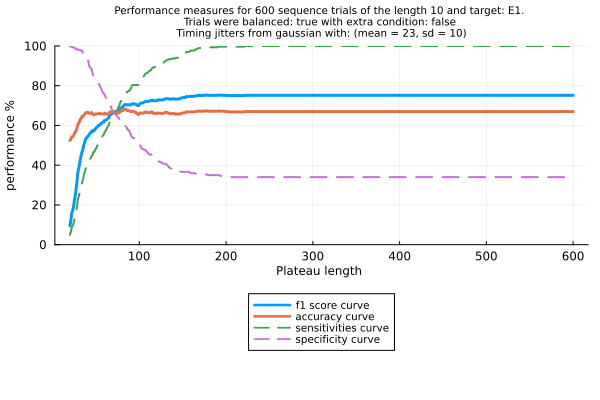 Performance measures for 600 sequence trials of the length 10 and target: E1.
Trials were balanced: true with extra condition: false
Timing jitters from gaussian with: (mean = 23, sd = 10)
100
80
60
40
20
0
performance %
100 200 300 400 500 600
Plateau length
f1 score curve
accuracy curve
sensitivities curve
specificity curve